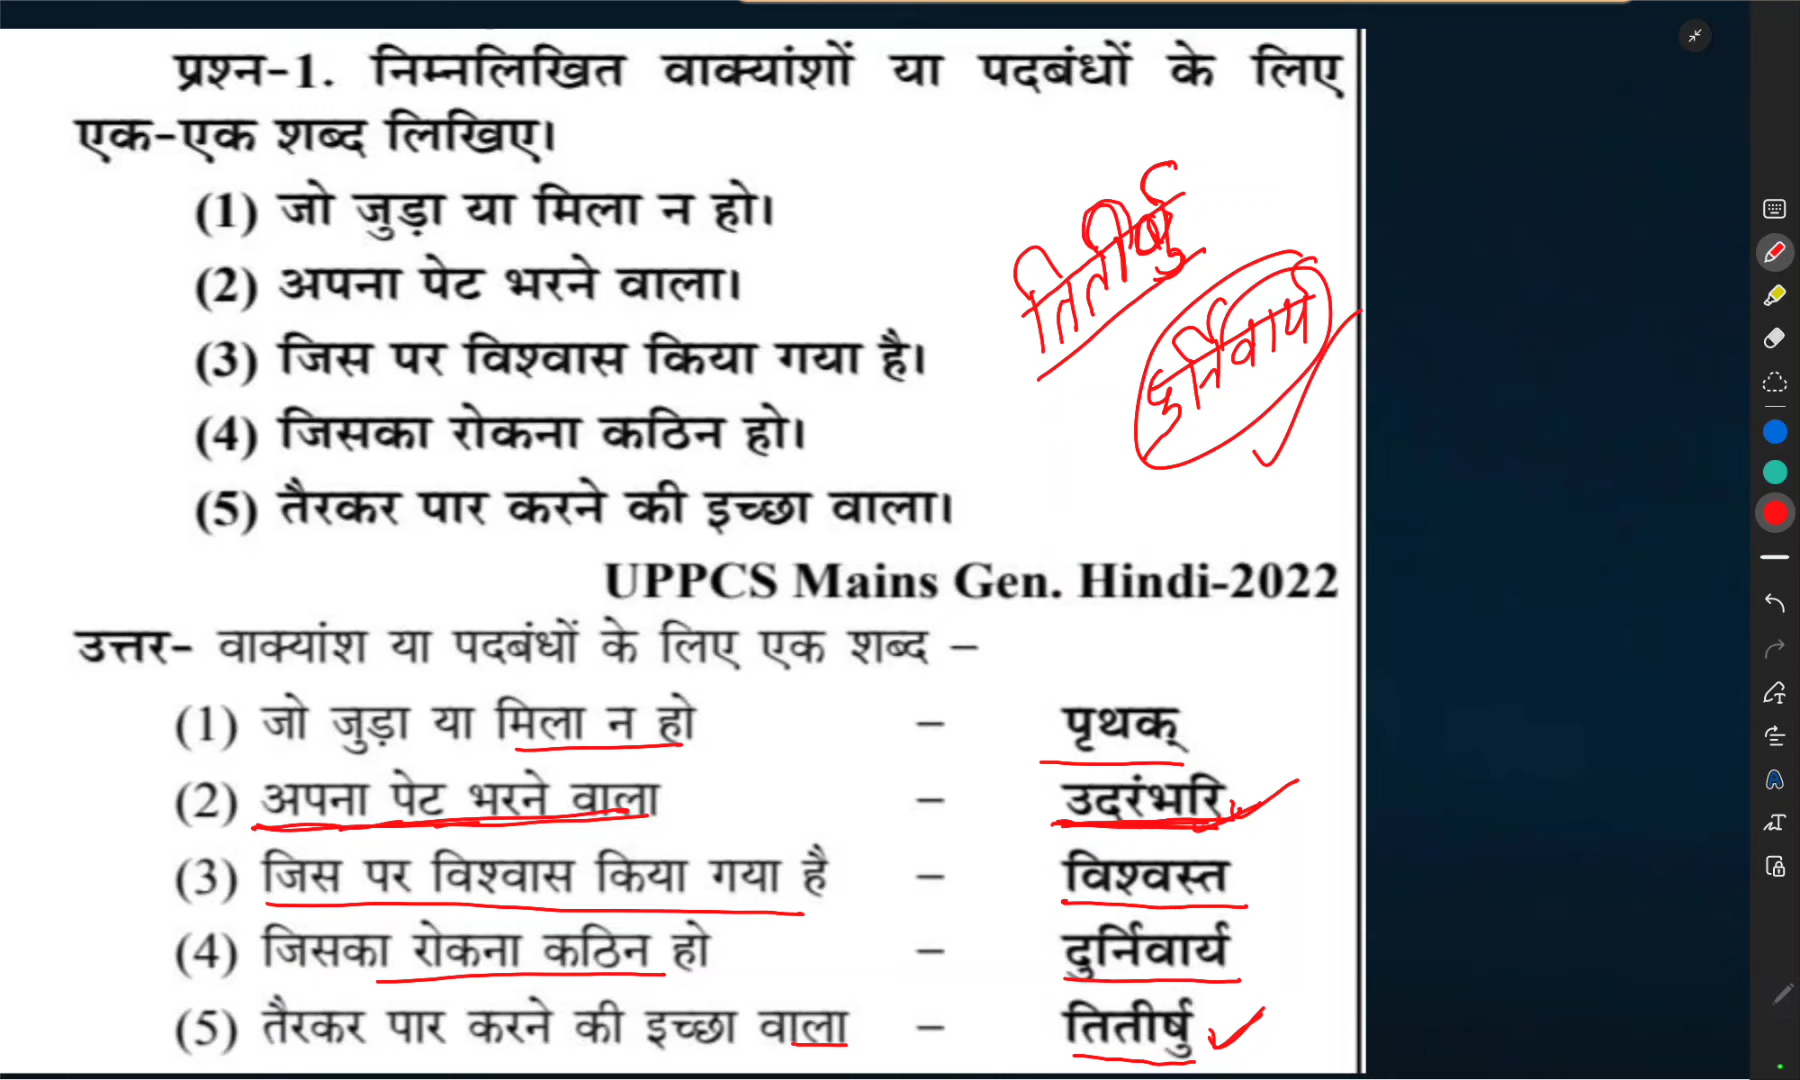 प्रश्न-1. निम्नलिखित वाक्यांशों या पदबंधों के लिए
एक-एक शब्द लिखिए।
(1) जो जुड़ा या मिला न हो।
(2) अपना पेट भरने वाला।
(3) जिस पर विश्वास किया गया है।
(4) जिसका रोकना कठिन हो।
(5) तैरकर पार करने की इच्छा वाला।
तितीर्षु
दुर्निवार्य
UPPCS Mains Gen. Hindi-2022
उत्तर- वाक्यांश या पदबंधों के लिए एक शब्द –
(1) जो जुड़ा या मिला न हो – पृथक्
(2) अपना पेट भरने वाला – उदरंभरि
(3) जिस पर विश्वास किया गया है – विश्वस्त
(4) जिसका रोकना कठिन हो – दुर्निवार्य
(5) तैरकर पार करने की इच्छा वाला – तितीर्षु